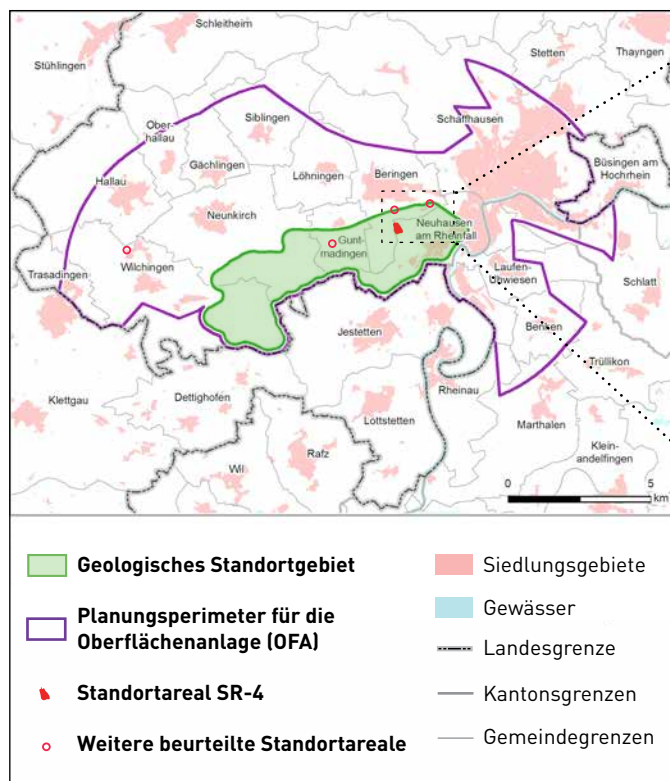 Schleitheim
Thayngen
Stetten
Stühlingen
Schaffhausen
Siblingen
Ober-
hallau
Büsingen am
Hochrhein
Gächlingen
Löhningen
Beringen
Hallau
Neunkirch
Neuhausen
am Rheinfall
Gunt-
madingen
Wilchingen
Trasadingen
Laufen-
Uhwiesen
Schlatt
Jestetten
Benken
Trüllikon
Klettgau
Dettighofen
Rheinau
Lottstetten
Marthalen
Klein-
andelfingen
Rafz
Wil
0 5
km
Geologisches Standortgebiet
Planungsperimeter für die
Oberflächenanlage (OFA)
Standortareal SR-4
Weitere beurteilte Standortareale
Siedlungsgebiete
Gewässer
Landesgrenze
Kantonsgrenzen
Gemeindegrenzen